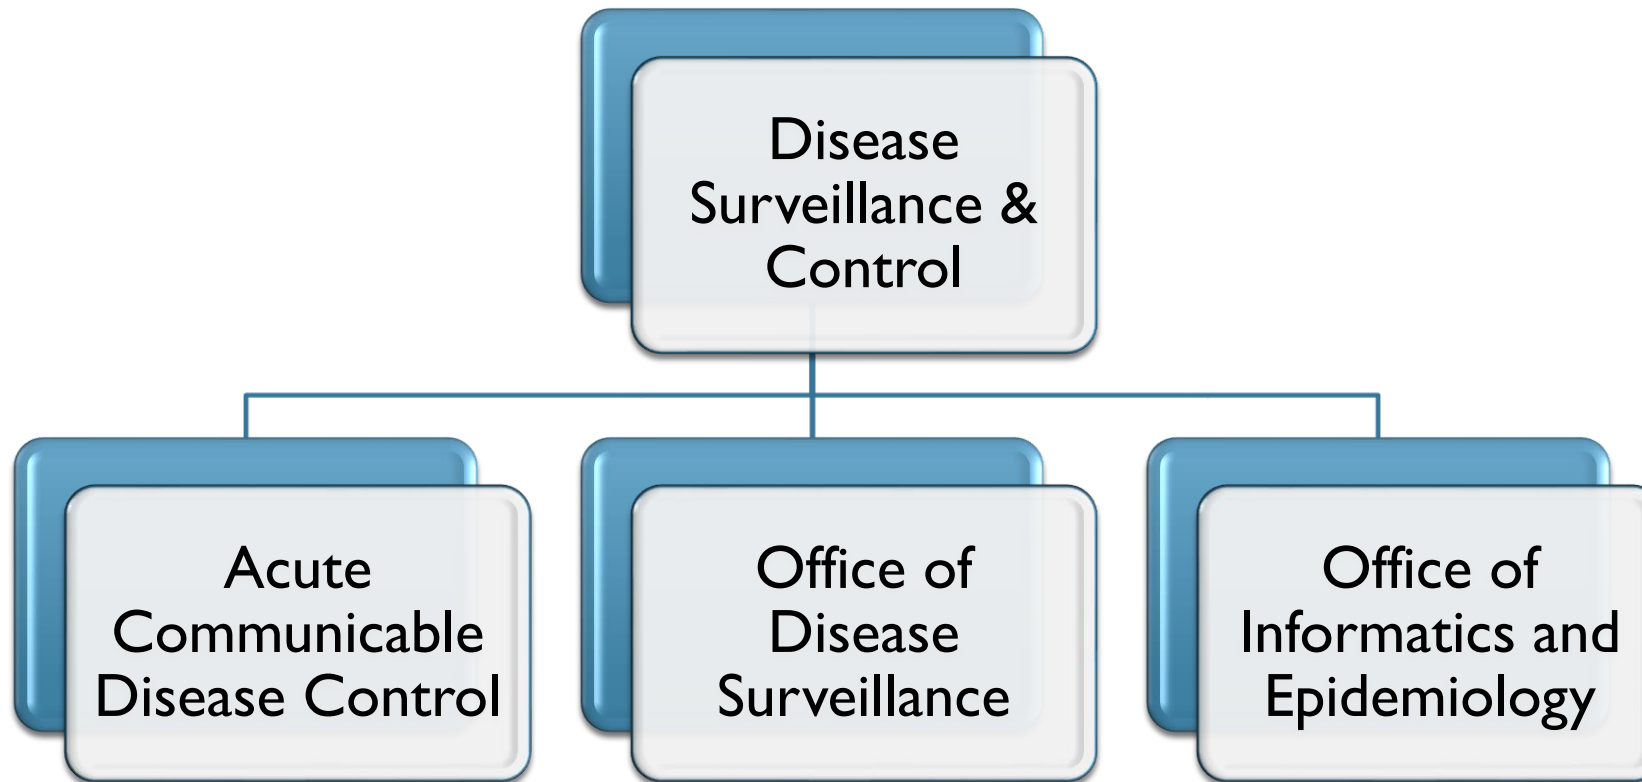 Disease
Surveillance &
Control
Acute
Communicable
Disease Control
Office of
Disease
Surveillance
Office of
Informatics and
Epidemiology